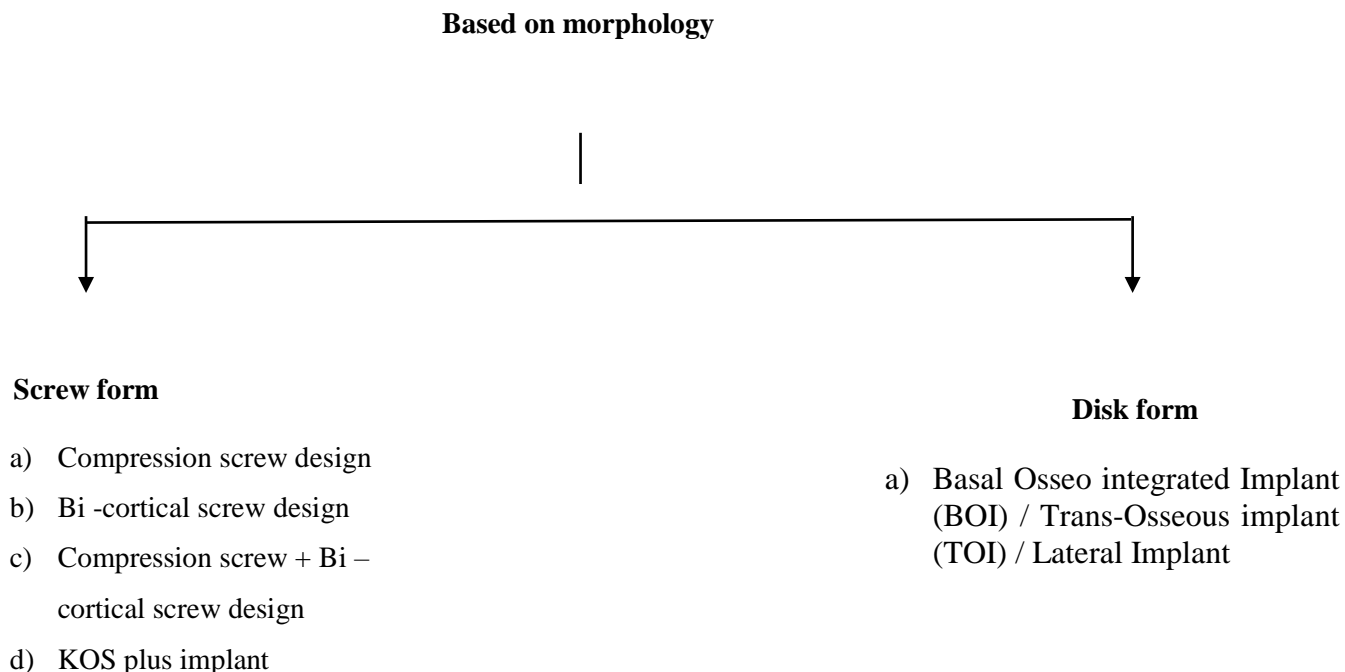 Based on morphology
Screw form
a) Compression screw design
b) Bi -cortical screw design
c) Compression screw + Bi –
cortical screw design
d) KOS plus implant
Disk form
a) Basal Osseo integrated Implant
(BOI) / Trans-Osseous implant
(TOI) / Lateral Implant